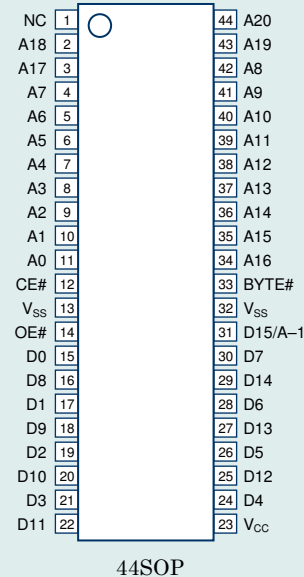 NC 1 44 A20
A18 2 43 A19
A17 3 42 A8
A7 4 41 A9
A6 5 40 A10
A5 6 39 A11
A4 7 38 A12
A3 8 37 A13
A2 9 36 A14
A1 10 35 A15
A0 11 34 A16
CE# 12 33 BYTE#
VSS 13 32 VSS
OE# 14 31 D15/A–1
D0 15 30 D7
D8 16 29 D14
D1 17 28 D6
D9 18 27 D13
D2 19 26 D5
D10 20 25 D12
D3 21 24 D4
D11 22 23 VCC
44SOP